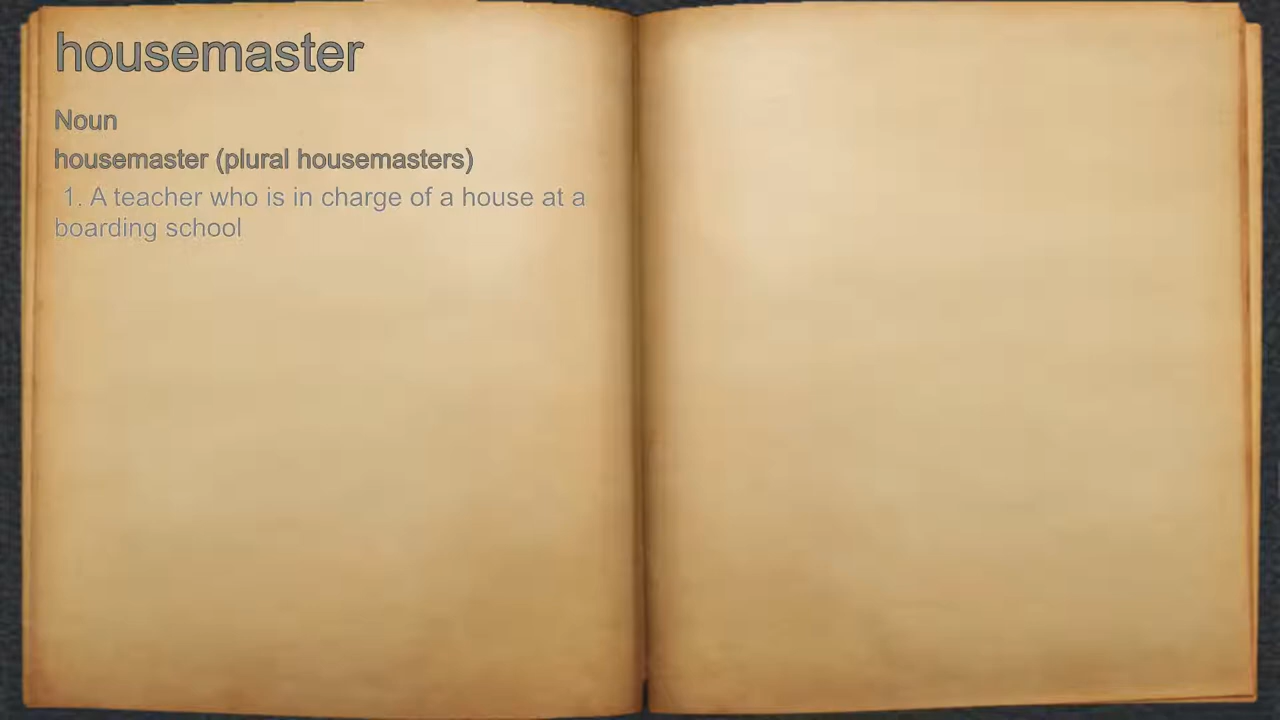 housemaster
Noun
housemaster (plural housemasters)
1. A teacher who is in charge of a house at a
boarding school